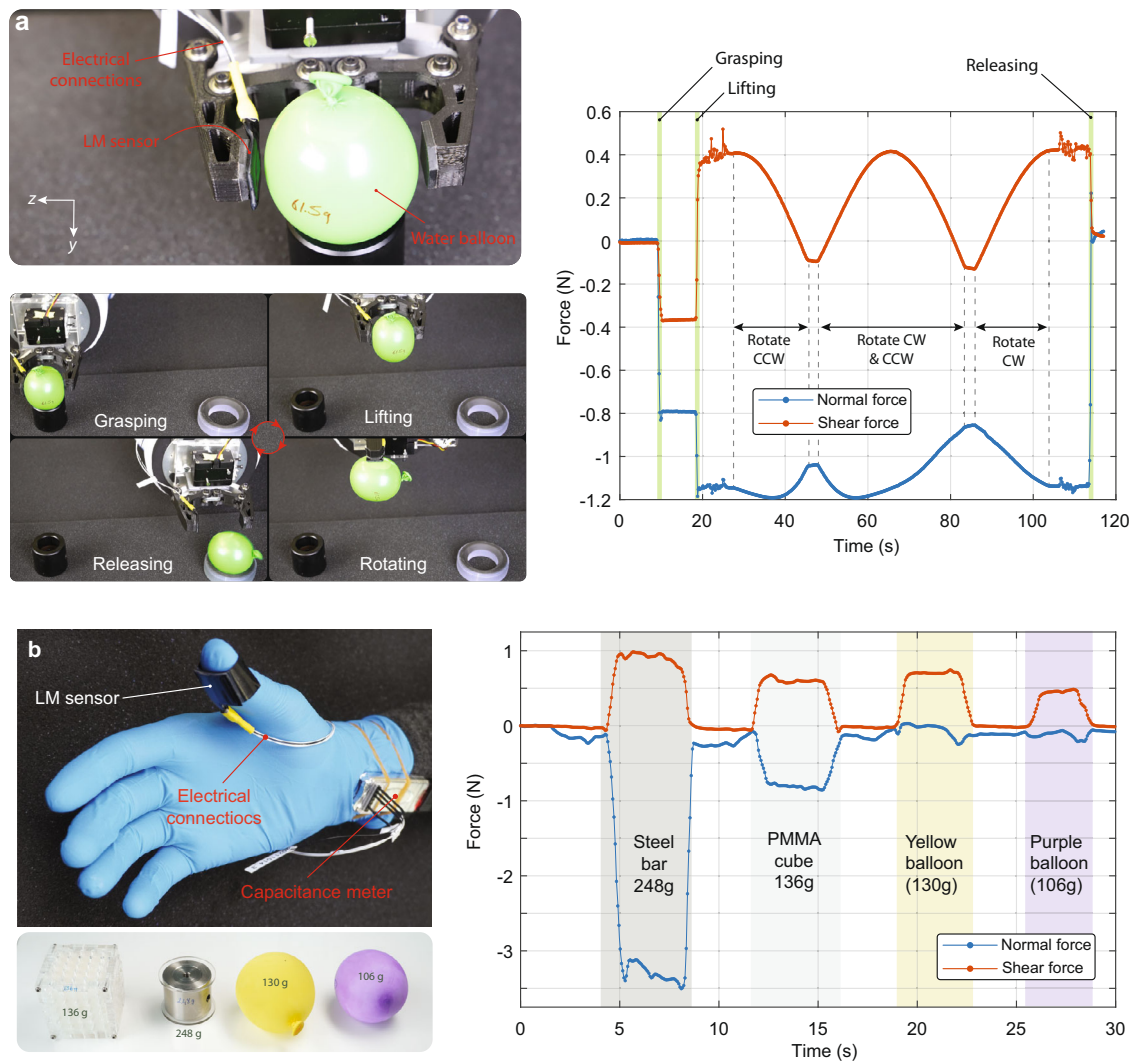 a
Electrical
connections
LM sensor
z
y
61.5g
Water balloon
Grasping
Lifting
Releasing
Rotating
Grasping
Lifting
Releasing
0.6
0.4
0.2
0
-0.2
-0.4
-0.6
-0.8
-1
-1.2
Force (N)
Rotate
CCW
Rotate CW
& CCW
Rotate
CW
Normal force
Shear force
0 20 40 60 80 100 120
Time (s)
b
LM sensor
Electrical
connectiocs
Capacitance meter
136 g
248 g
130 g
106 g
1
0
-1
-2
-3
Force (N)
Steel
bar
248g
PMMA
cube
136g
Yellow
balloon
(130g)
Purple
balloon
(106g)
Normal force
Shear force
0 5 10 15 20 25 30
Time (s)